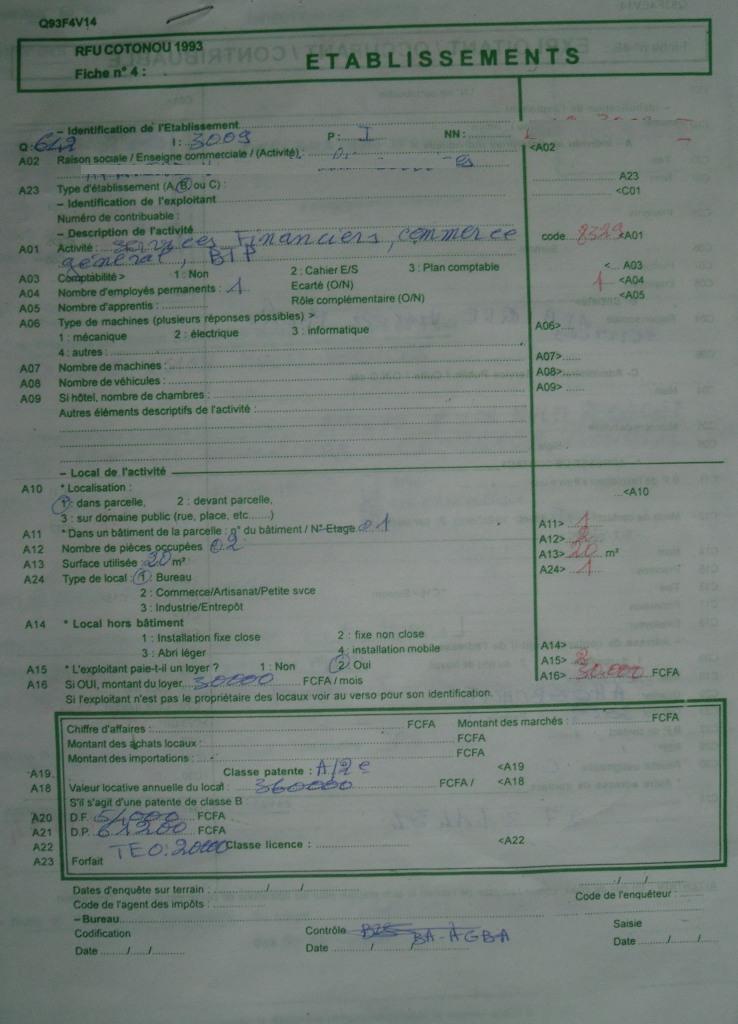 Q93F4V14
RFU COTONOU 1993
Fiche n° 4 :
ETABLISSEMENTS
– Identification de l'Etablissement
Q : 642 I : 3009 P : I NN :
A02 Raison sociale / Enseigne commerciale / (Activité) : <A02
A23 Type d'établissement (A, B, ou C) : A23
– Identification de l'exploitant <C01
Numéro de contribuable :
– Description de l'activité
A01 Activité : services Financiers, commerce code 8329 <A01
général, BTP
A03 Comptabilité > 1 : Non 2 : Cahier E/S 3 : Plan comptable <... A03
A04 Nombre d'employés permanents : 1 Ecarté (O/N) 1 <A04
A05 Nombre d'apprentis : Rôle complémentaire (O/N) <A05
A06 Type de machines (plusieurs réponses possibles) >
1 : mécanique 2 : électrique 3 : informatique A06>
4 : autres :
A07 Nombre de machines : A07>
A08 Nombre de véhicules : A08>
A09 Si hôtel, nombre de chambres : A09>
Autres éléments descriptifs de l'activité :
– Local de l'activité
A10 * Localisation : <A10
1 : dans parcelle, 2 : devant parcelle,
3 : sur domaine public (rue, place, etc......)
A11 * Dans un bâtiment de la parcelle : n° du bâtiment / N° Etage 01 A11> 1
A12 Nombre de pièces occupées 02 A12> 2
A13 Surface utilisée : 20 m² A13> 20 m²
A24 Type de local : 1 : Bureau A24> 1
2 : Commerce/Artisanat/Petite svce
3 : Industrie/Entrepôt
A14 * Local hors bâtiment
1 : Installation fixe close 2 : fixe non close
3 : Abri léger 4 : installation mobile A14>
A15 * L'exploitant paie-t-il un loyer ? 1 : Non 2 : Oui A15> 2
A16 Si OUI, montant du loyer 30000 FCFA / mois A16> 30.000 FCFA
Si l'exploitant n'est pas le propriétaire des locaux voir au verso pour son identification.
Chiffre d'affaires : FCFA Montant des marchés : FCFA
Montant des achats locaux : FCFA
Montant des importations : FCFA
A19 Classe patente : A/2e <A19
A18 Valeur locative annuelle du local : 360000 FCFA / <A18
S'il s'agit d'une patente de classe B :
A20 D.F. FCFA
A21 D.P. 61200 FCFA
A22 TEO: 20000 Classe licence : <A22
A23 Forfait
Dates d'enquête sur terrain : / / / /
Code de l'agent des impôts : Code de l'enquêteur :
– Bureau
Codification Contrôle BA-AGBA Saisie
Date / / Date / / Date / /